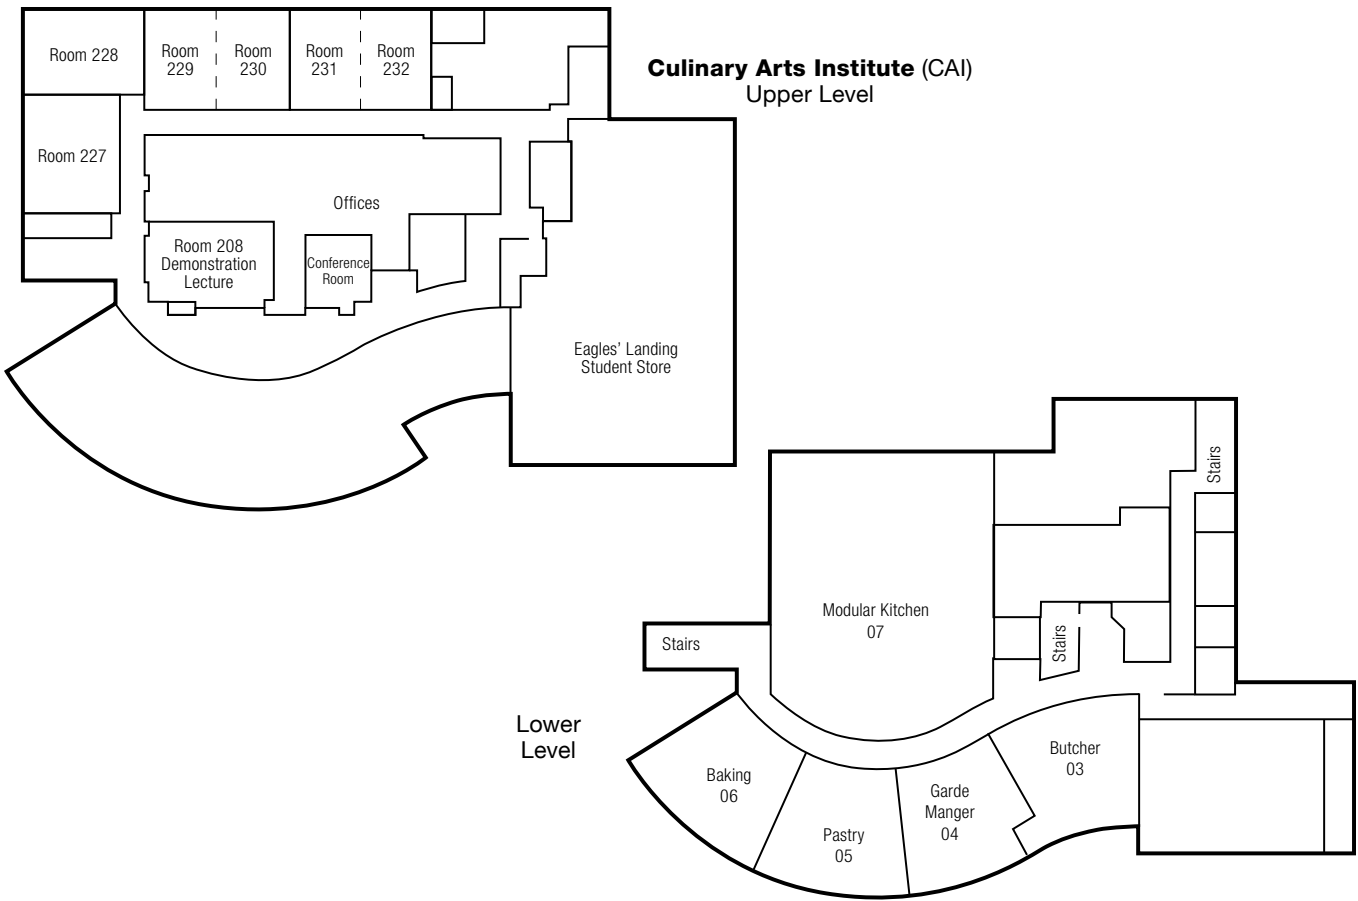 Culinary Arts Institute (CAI)
Upper Level
Room 228
Room
229
Room
230
Room
231
Room
232
Room 227
Offices
Room 208
Demonstration
Lecture
Conference
Room
Eagles’ Landing
Student Store
Lower
Level
Stairs
Modular Kitchen
07
Stairs
Stairs
Baking
06
Pastry
05
Garde
Manger
04
Butcher
03